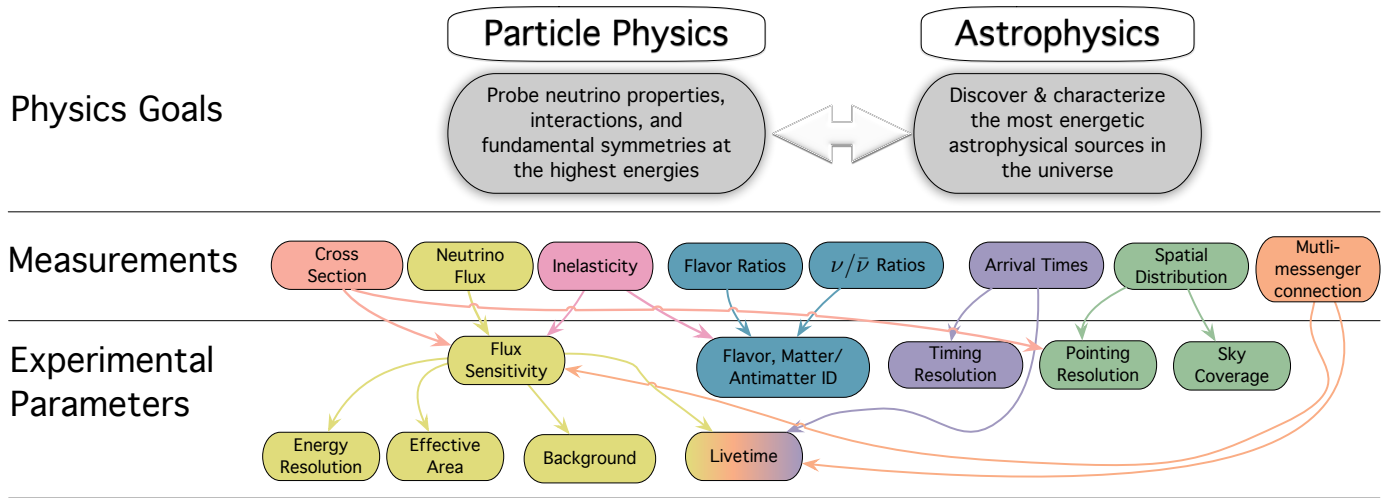 Particle Physics
Astrophysics
Physics Goals
Probe neutrino properties,
interactions, and
fundamental symmetries at
the highest energies
Discover & characterize
the most energetic
astrophysical sources in
the universe
Measurements
Cross
Section
Neutrino
Flux
Inelasticity
Flavor Ratios
ν/ν̄ Ratios
Arrival Times
Spatial
Distribution
Mutli-
messenger
connection
Experimental
Parameters
Flux
Sensitivity
Flavor, Matter/
Antimatter ID
Timing
Resolution
Pointing
Resolution
Sky
Coverage
Energy
Resolution
Effective
Area
Background
Livetime